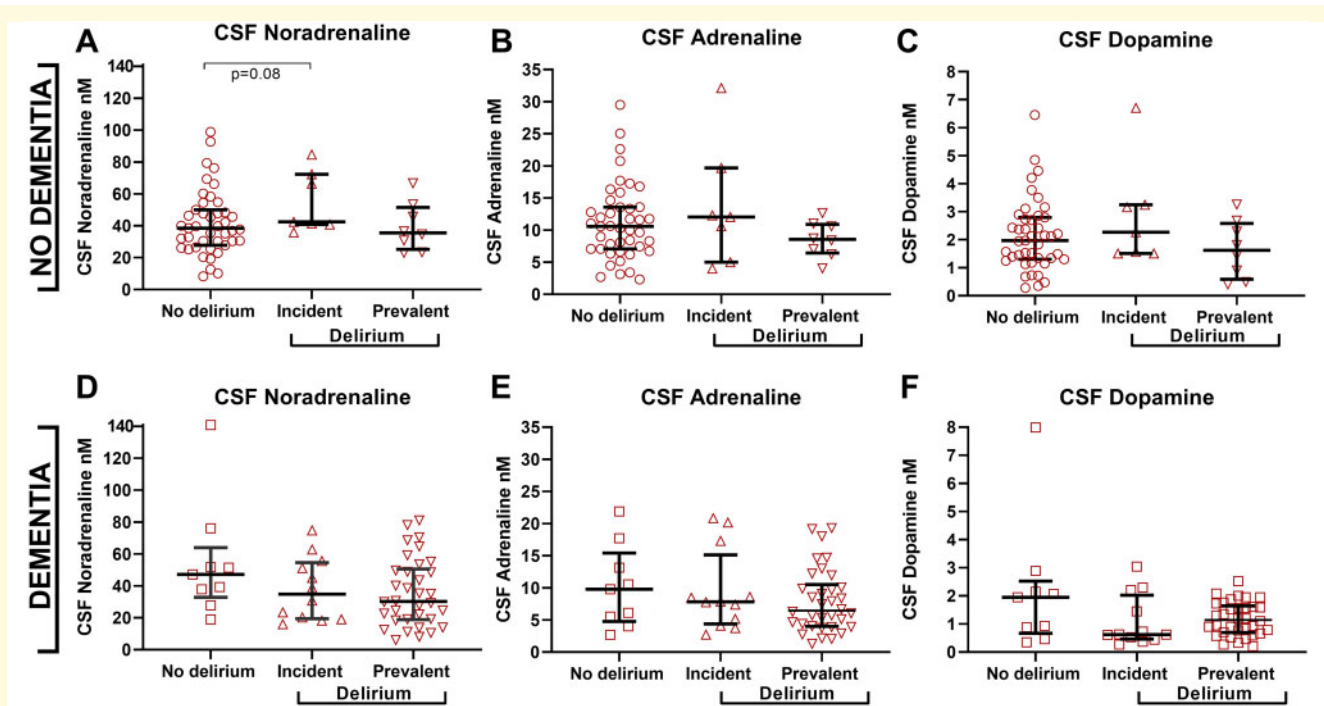 NO DEMENTIA
A
CSF Noradrenaline
CSF Noradrenaline nM
140
120
100
80
60
40
20
0
p=0.08
No delirium Incident Prevalent
Delirium
B
CSF Adrenaline
CSF Adrenaline nM
35
30
25
20
15
10
5
0
No delirium Incident Prevalent
Delirium
C
CSF Dopamine
CSF Dopamine nM
8
7
6
5
4
3
2
1
0
No delirium Incident Prevalent
Delirium
DEMENTIA
D
CSF Noradrenaline
CSF Noradrenaline nM
140
120
100
80
60
40
20
0
No delirium Incident Prevalent
Delirium
E
CSF Adrenaline
CSF Adrenaline nM
35
30
25
20
15
10
5
0
No delirium Incident Prevalent
Delirium
F
CSF Dopamine
CSF Dopamine nM
8
7
6
5
4
3
2
1
0
No delirium Incident Prevalent
Delirium